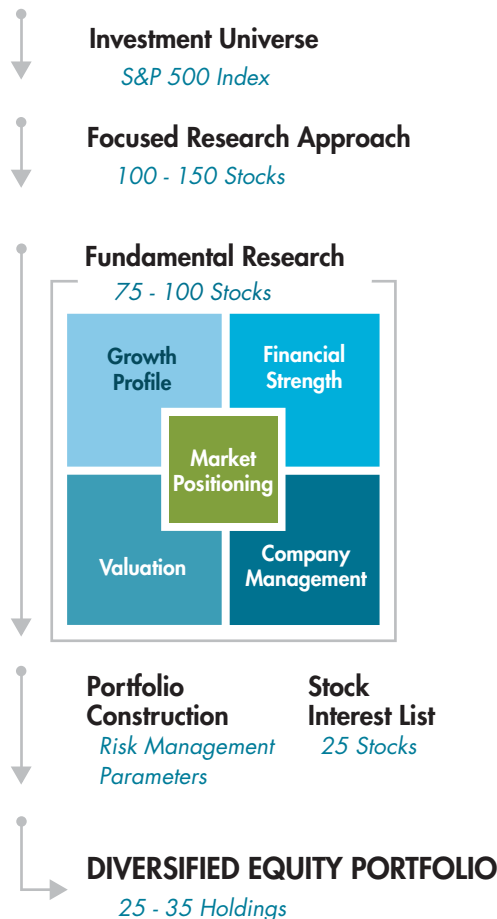 Investment Universe
S&P 500 Index
Focused Research Approach
100 - 150 Stocks
Fundamental Research
75 - 100 Stocks
Growth
Profile
Financial
Strength
Market
Positioning
Valuation
Company
Management
Portfolio
Construction
Risk Management
Parameters
Stock
Interest List
25 Stocks
DIVERSIFIED EQUITY PORTFOLIO
25 - 35 Holdings